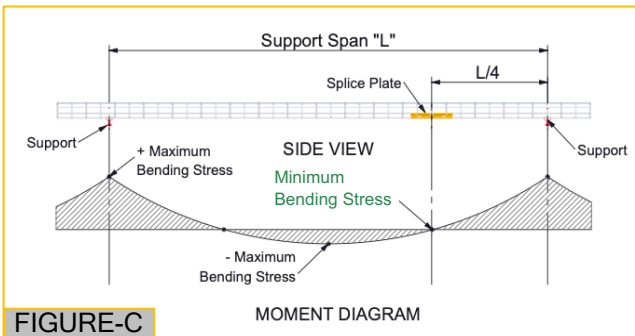 Support Span "L"
L/4
Splice Plate
Support
SIDE VIEW
Support
+ Maximum
Bending Stress
Minimum
Bending Stress
- Maximum
Bending Stress
MOMENT DIAGRAM
FIGURE-C